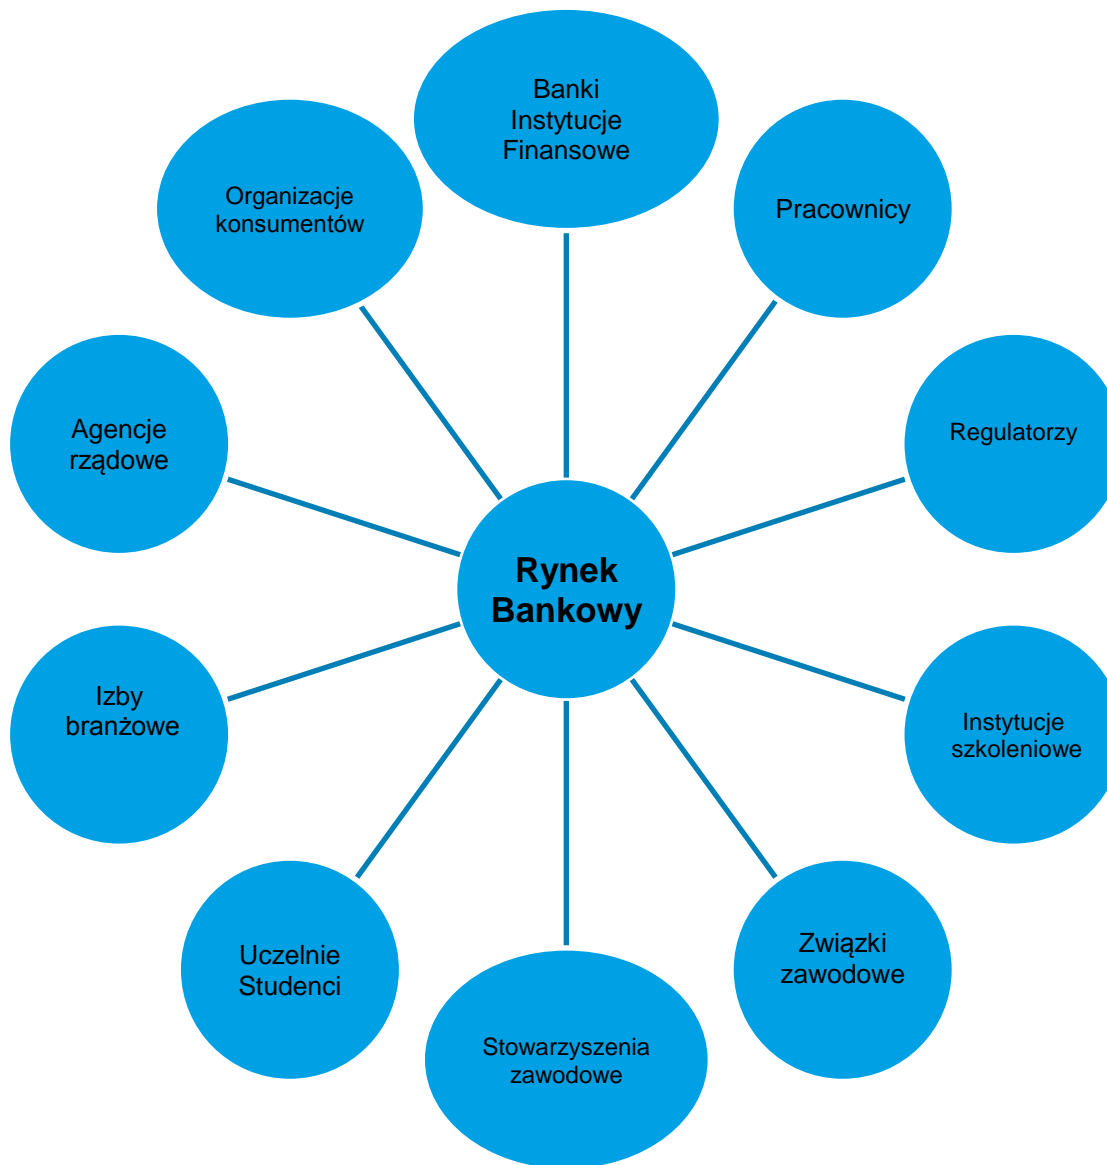 Banki
Instytucje
Finansowe
Organizacje
konsumentów
Pracownicy
Agencje
rządowe
Regulatorzy
Rynek
Bankowy
Izby
branżowe
Instytucje
szkoleniowe
Uczelnie
Studenci
Związki
zawodowe
Stowarzyszenia
zawodowe